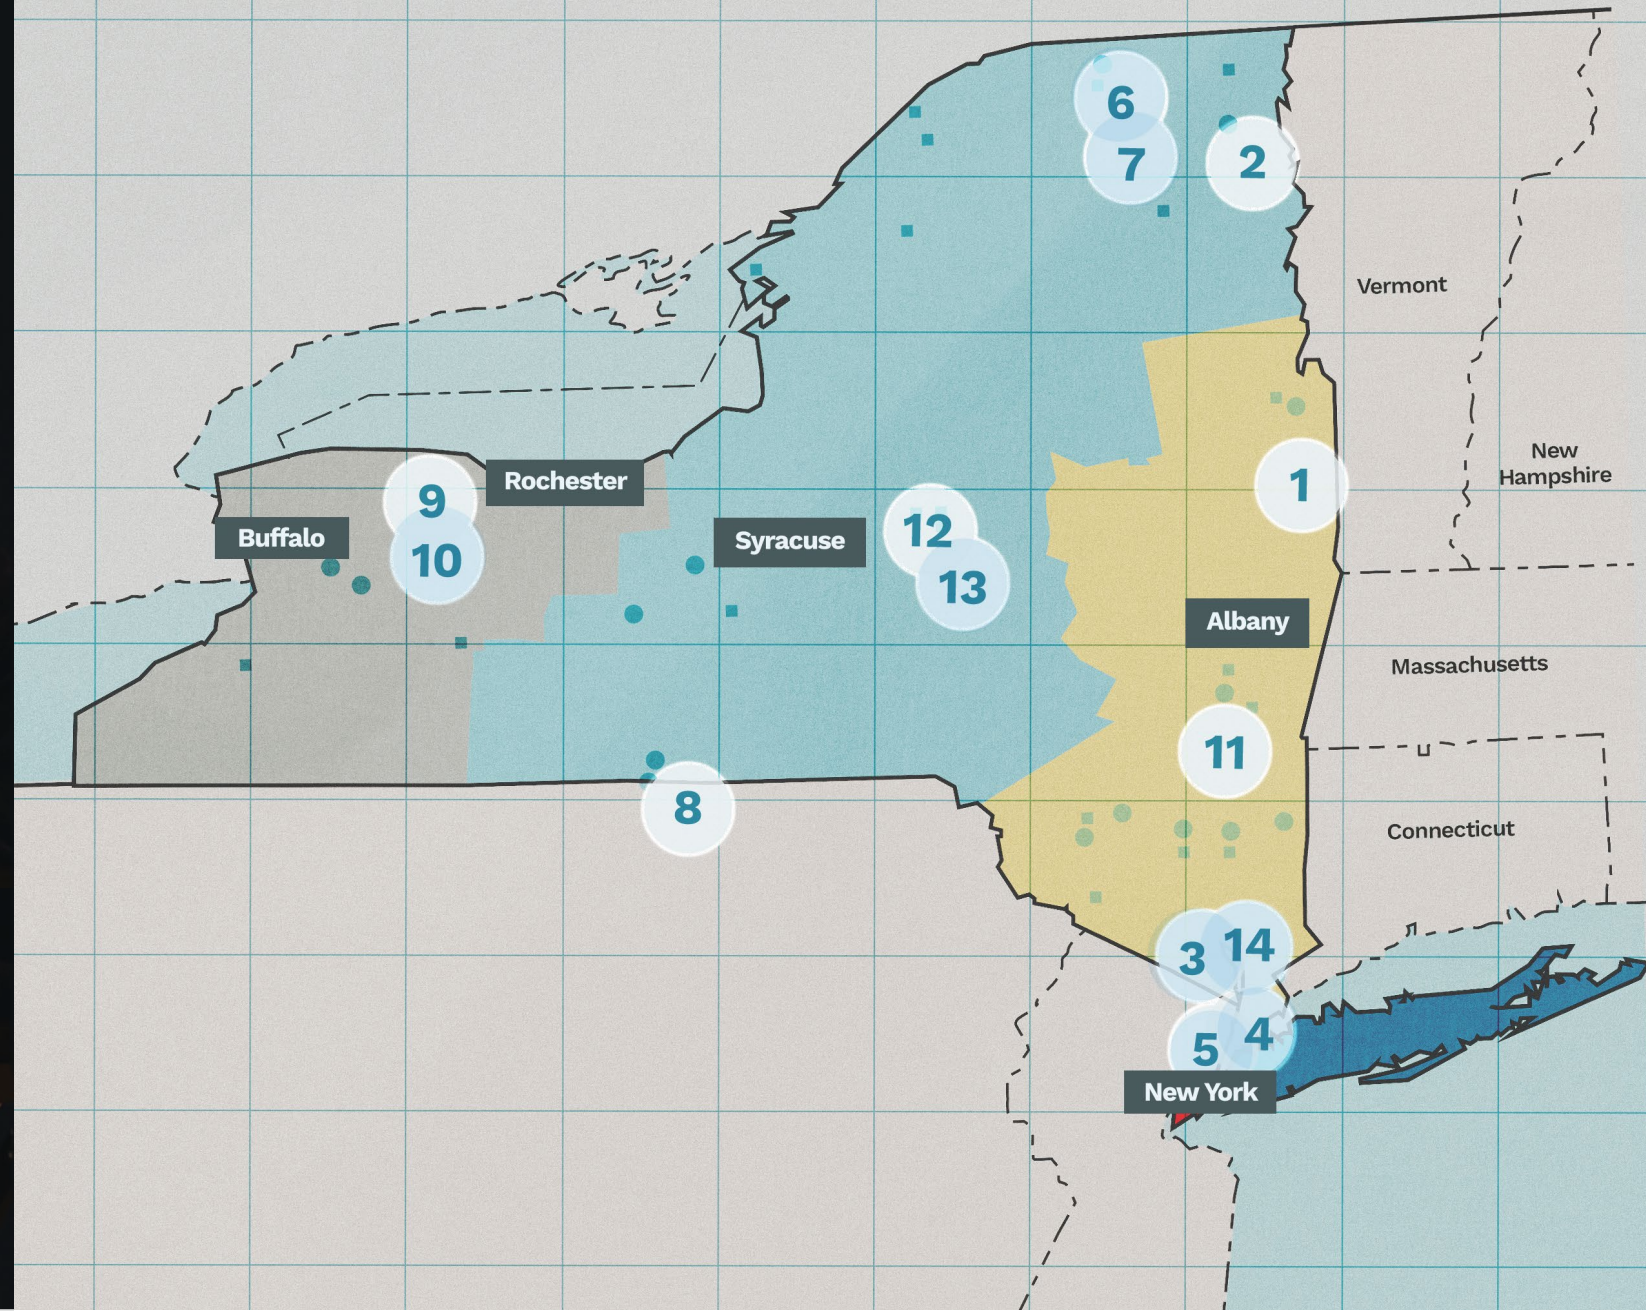 6
7
2
Vermont
New
Hampshire
1
Rochester
9
Buffalo
10
Syracuse
12
13
Albany
Massachusetts
11
8
Connecticut
3
14
4
5
New York